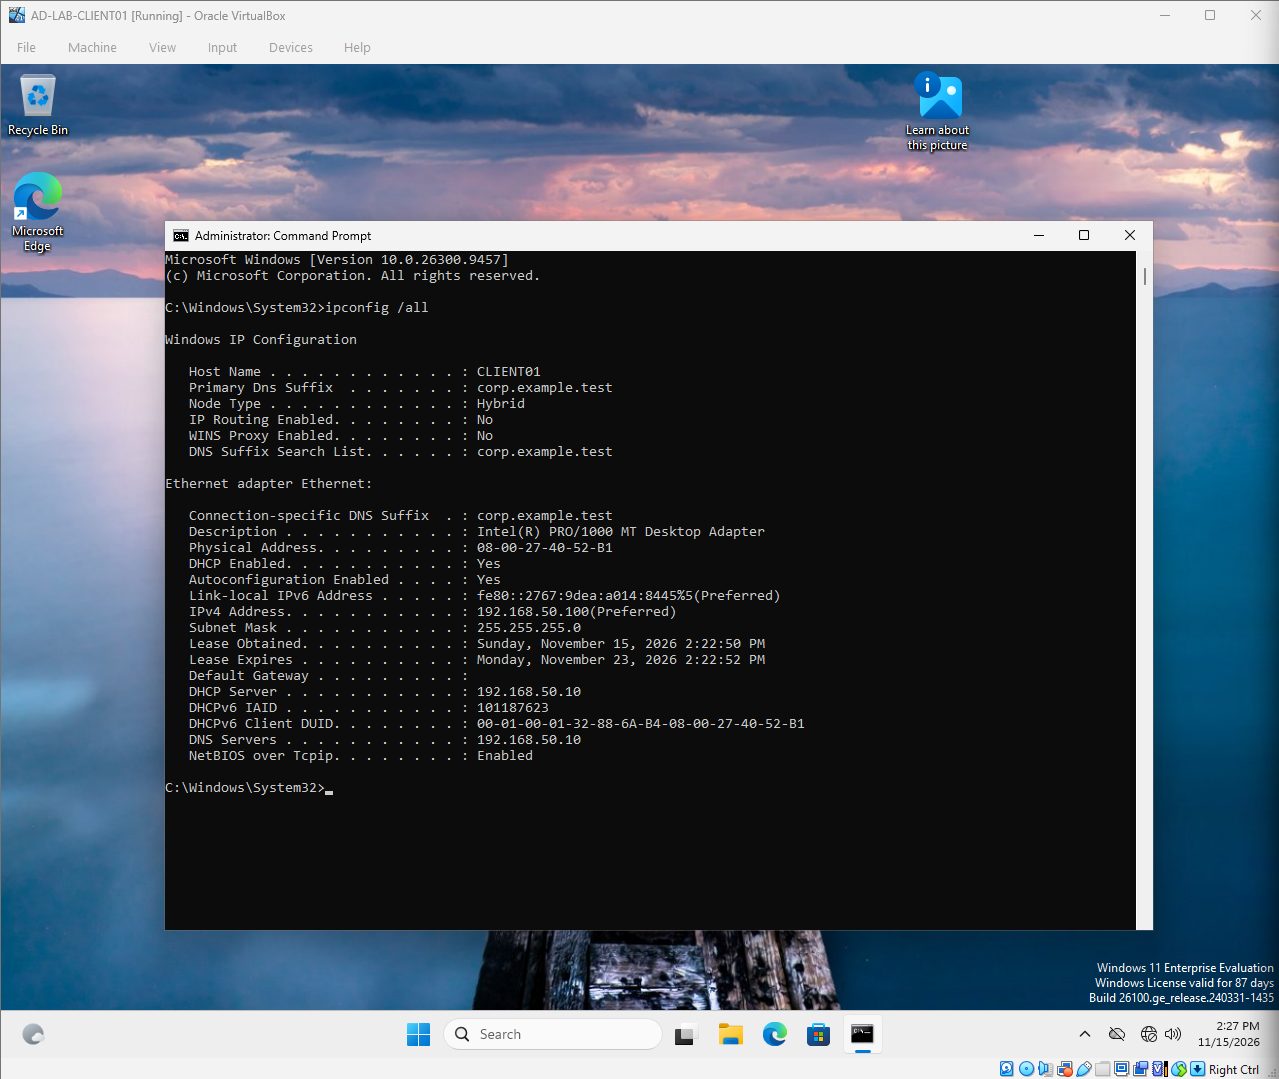 AD-LAB-CLIENT01 [Running] - Oracle VirtualBox
File Machine View Input Devices Help
Recycle Bin
Learn about
this picture
Microsoft
Edge
Administrator: Command Prompt
Microsoft Windows [Version 10.0.26300.9457]
(c) Microsoft Corporation. All rights reserved.
C:\Windows\System32>ipconfig /all
Windows IP Configuration
Host Name . . . . . . . . . . . . : CLIENT01
Primary Dns Suffix  . . . . . . . : corp.example.test
Node Type . . . . . . . . . . . . : Hybrid
IP Routing Enabled. . . . . . . . : No
WINS Proxy Enabled. . . . . . . . : No
DNS Suffix Search List. . . . . . : corp.example.test
Ethernet adapter Ethernet:
Connection-specific DNS Suffix  . : corp.example.test
Description . . . . . . . . . . . : Intel(R) PRO/1000 MT Desktop Adapter
Physical Address. . . . . . . . . : 08-00-27-40-52-B1
DHCP Enabled. . . . . . . . . . . : Yes
Autoconfiguration Enabled . . . . : Yes
Link-local IPv6 Address . . . . . : fe80::2767:9dea:a014:8445%5(Preferred)
IPv4 Address. . . . . . . . . . . : 192.168.50.100(Preferred)
Subnet Mask . . . . . . . . . . . : 255.255.255.0
Lease Obtained. . . . . . . . . . : Sunday, November 15, 2026 2:22:50 PM
Lease Expires . . . . . . . . . . : Monday, November 23, 2026 2:22:52 PM
Default Gateway . . . . . . . . . :
DHCP Server . . . . . . . . . . . : 192.168.50.10
DHCPv6 IAID . . . . . . . . . . . : 101187623
DHCPv6 Client DUID. . . . . . . . : 00-01-00-01-32-88-6A-B4-08-00-27-40-52-B1
DNS Servers . . . . . . . . . . . : 192.168.50.10
NetBIOS over Tcpip. . . . . . . . : Enabled
C:\Windows\System32>
Windows 11 Enterprise Evaluation
Windows License valid for 87 days
Build 26100.ge_release.240331-1435
Search
2:27 PM
11/15/2026
Right Ctrl